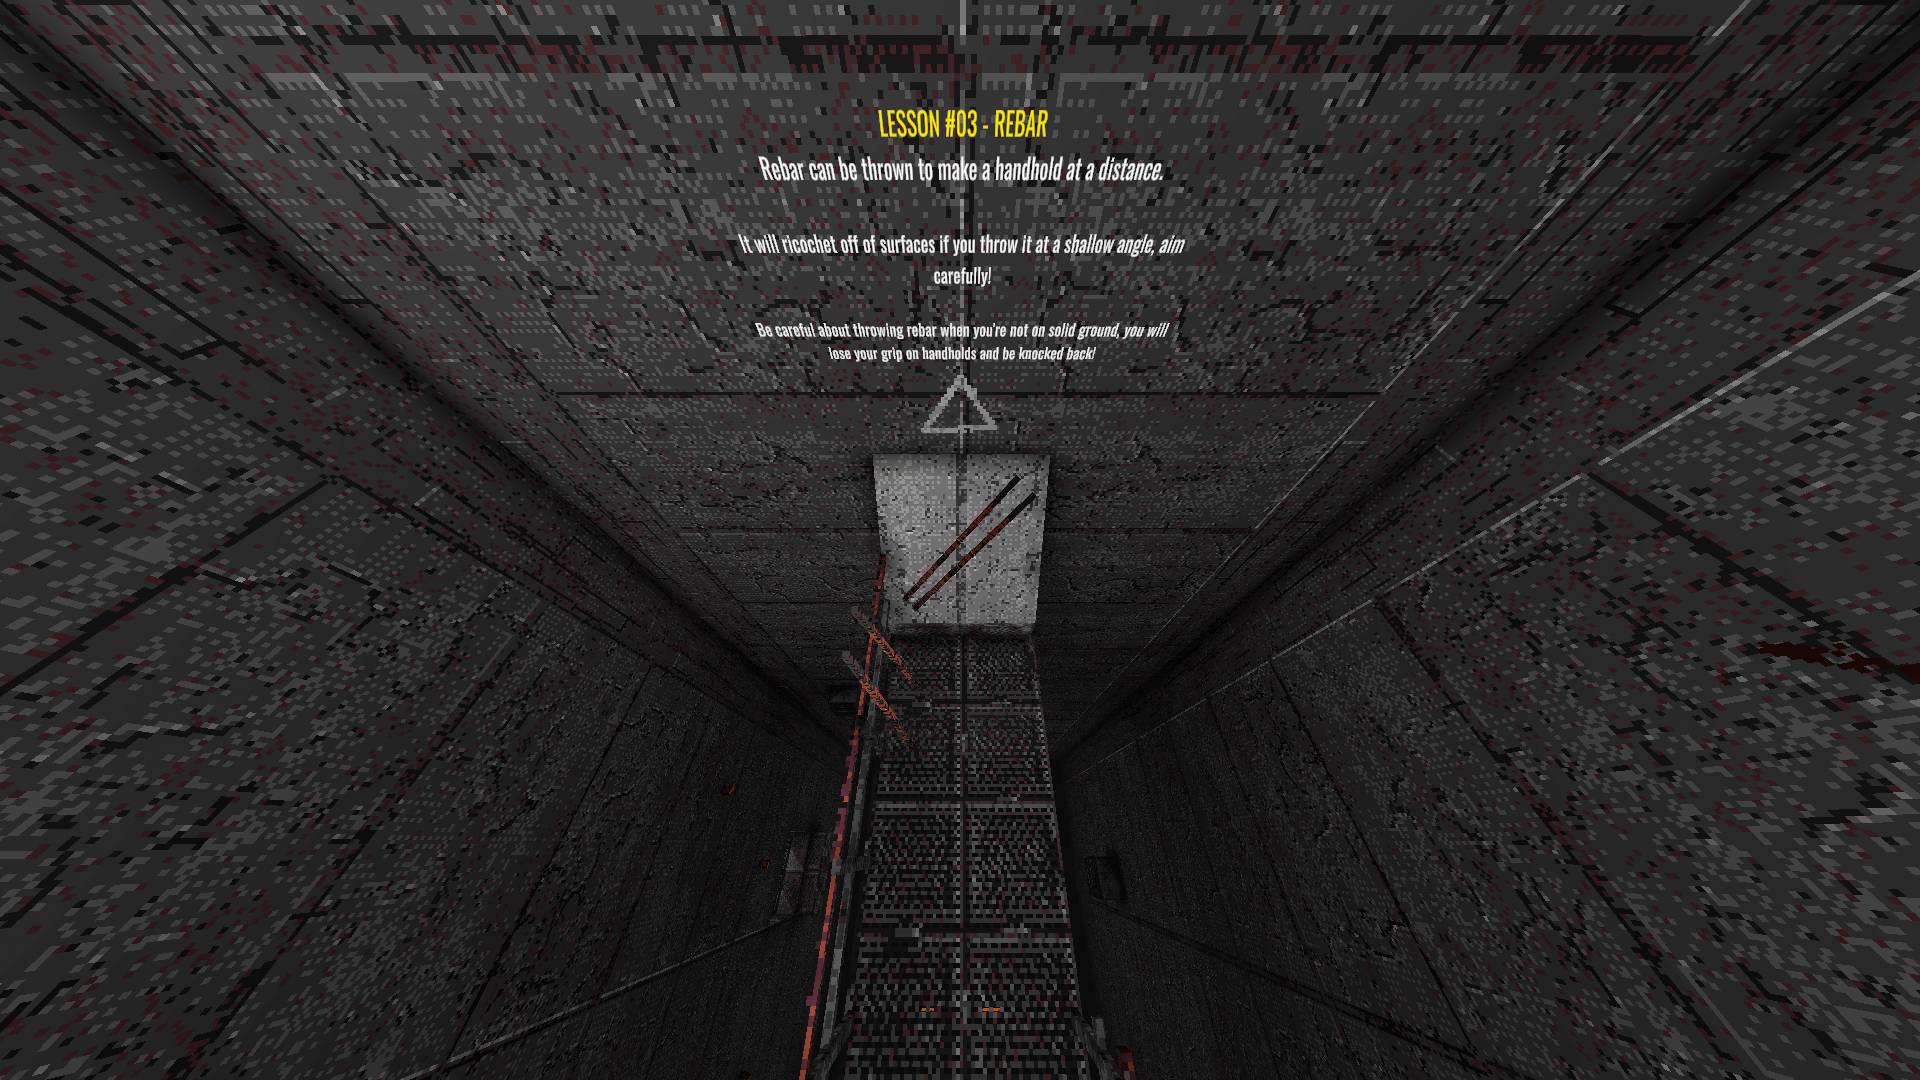 LESSON #03 - REBAR
Rebar can be thrown to make a handhold at a distance.
It will ricochet off of surfaces if you throw it at a shallow angle, aim
carefully!
Be careful about throwing rebar when you're not on solid ground, you will
lose your grip on handholds and be knocked back!